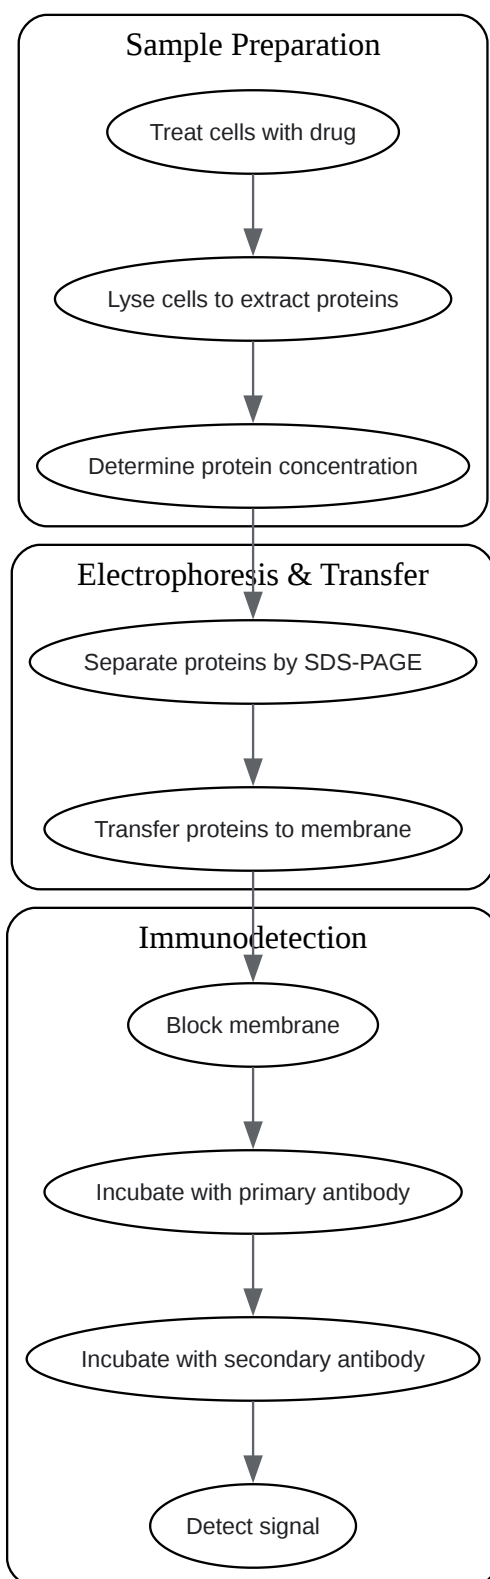 Sample Preparation
Treat cells with drug
Lyse cells to extract proteins
Determine protein concentration
Electrophoresis & Transfer
Separate proteins by SDS-PAGE
Transfer proteins to membrane
Immunodetection
Block membrane
Incubate with primary antibody
Incubate with secondary antibody
Detect signal